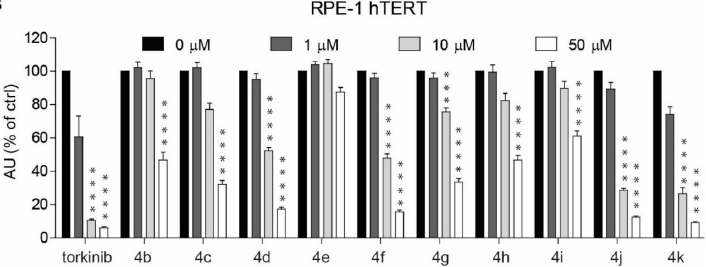 RPE-1 hTERT
0 μM 1 μM 10 μM 50 μM
AU (% of ctrl)
120
100
80
60
40
20
0
**** **** **** **** **** **** **** **** *** **** **** **** **** **** **** ****
torkinib 4b 4c 4d 4e 4f 4g 4h 4i 4j 4k